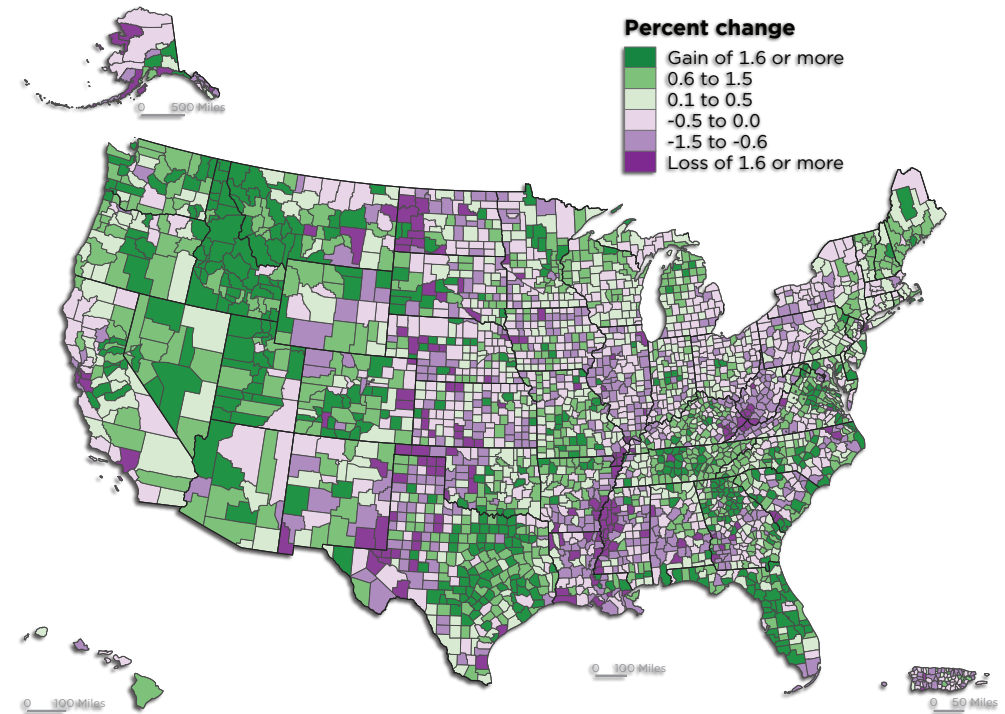 Percent change
Gain of 1.6 or more
0.6 to 1.5
0.1 to 0.5
-0.5 to 0.0
-1.5 to -0.6
Loss of 1.6 or more
0 500 Miles
0 100 Miles
0 100 Miles
0 50 Miles